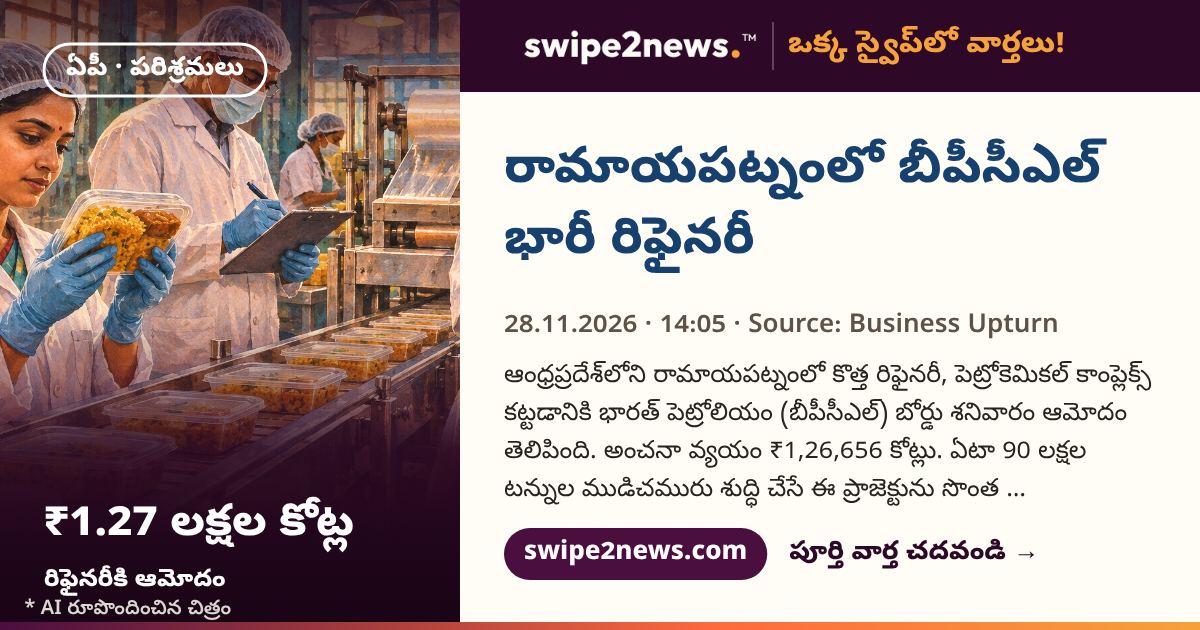 ఏపీ · పరిశ్రమలు
₹1.27 లక్షల కోట్ల
రిఫైనరీకి ఆమోదం
* AI రూపొందించిన చిత్రం
swipe2news.™ ఒక్క స్వైప్‌లో వార్తలు!
రామాయపట్నంలో బీపీసీఎల్
భారీ రిఫైనరీ
28.11.2026 · 14:05 · Source: Business Upturn
ఆంధ్రప్రదేశ్‌లోని రామాయపట్నంలో కొత్త రిఫైనరీ, పెట్రోకెమికల్ కాంప్లెక్స్
కట్టడానికి భారత్ పెట్రోలియం (బీపీసీఎల్) బోర్డు శనివారం ఆమోదం
తెలిపింది. అంచనా వ్యయం ₹1,26,656 కోట్లు. ఏటా 90 లక్షల
టన్నుల ముడిచమురు శుద్ధి చేసే ఈ ప్రాజెక్టును సొంత ...
swipe2news.com పూర్తి వార్త చదవండి →